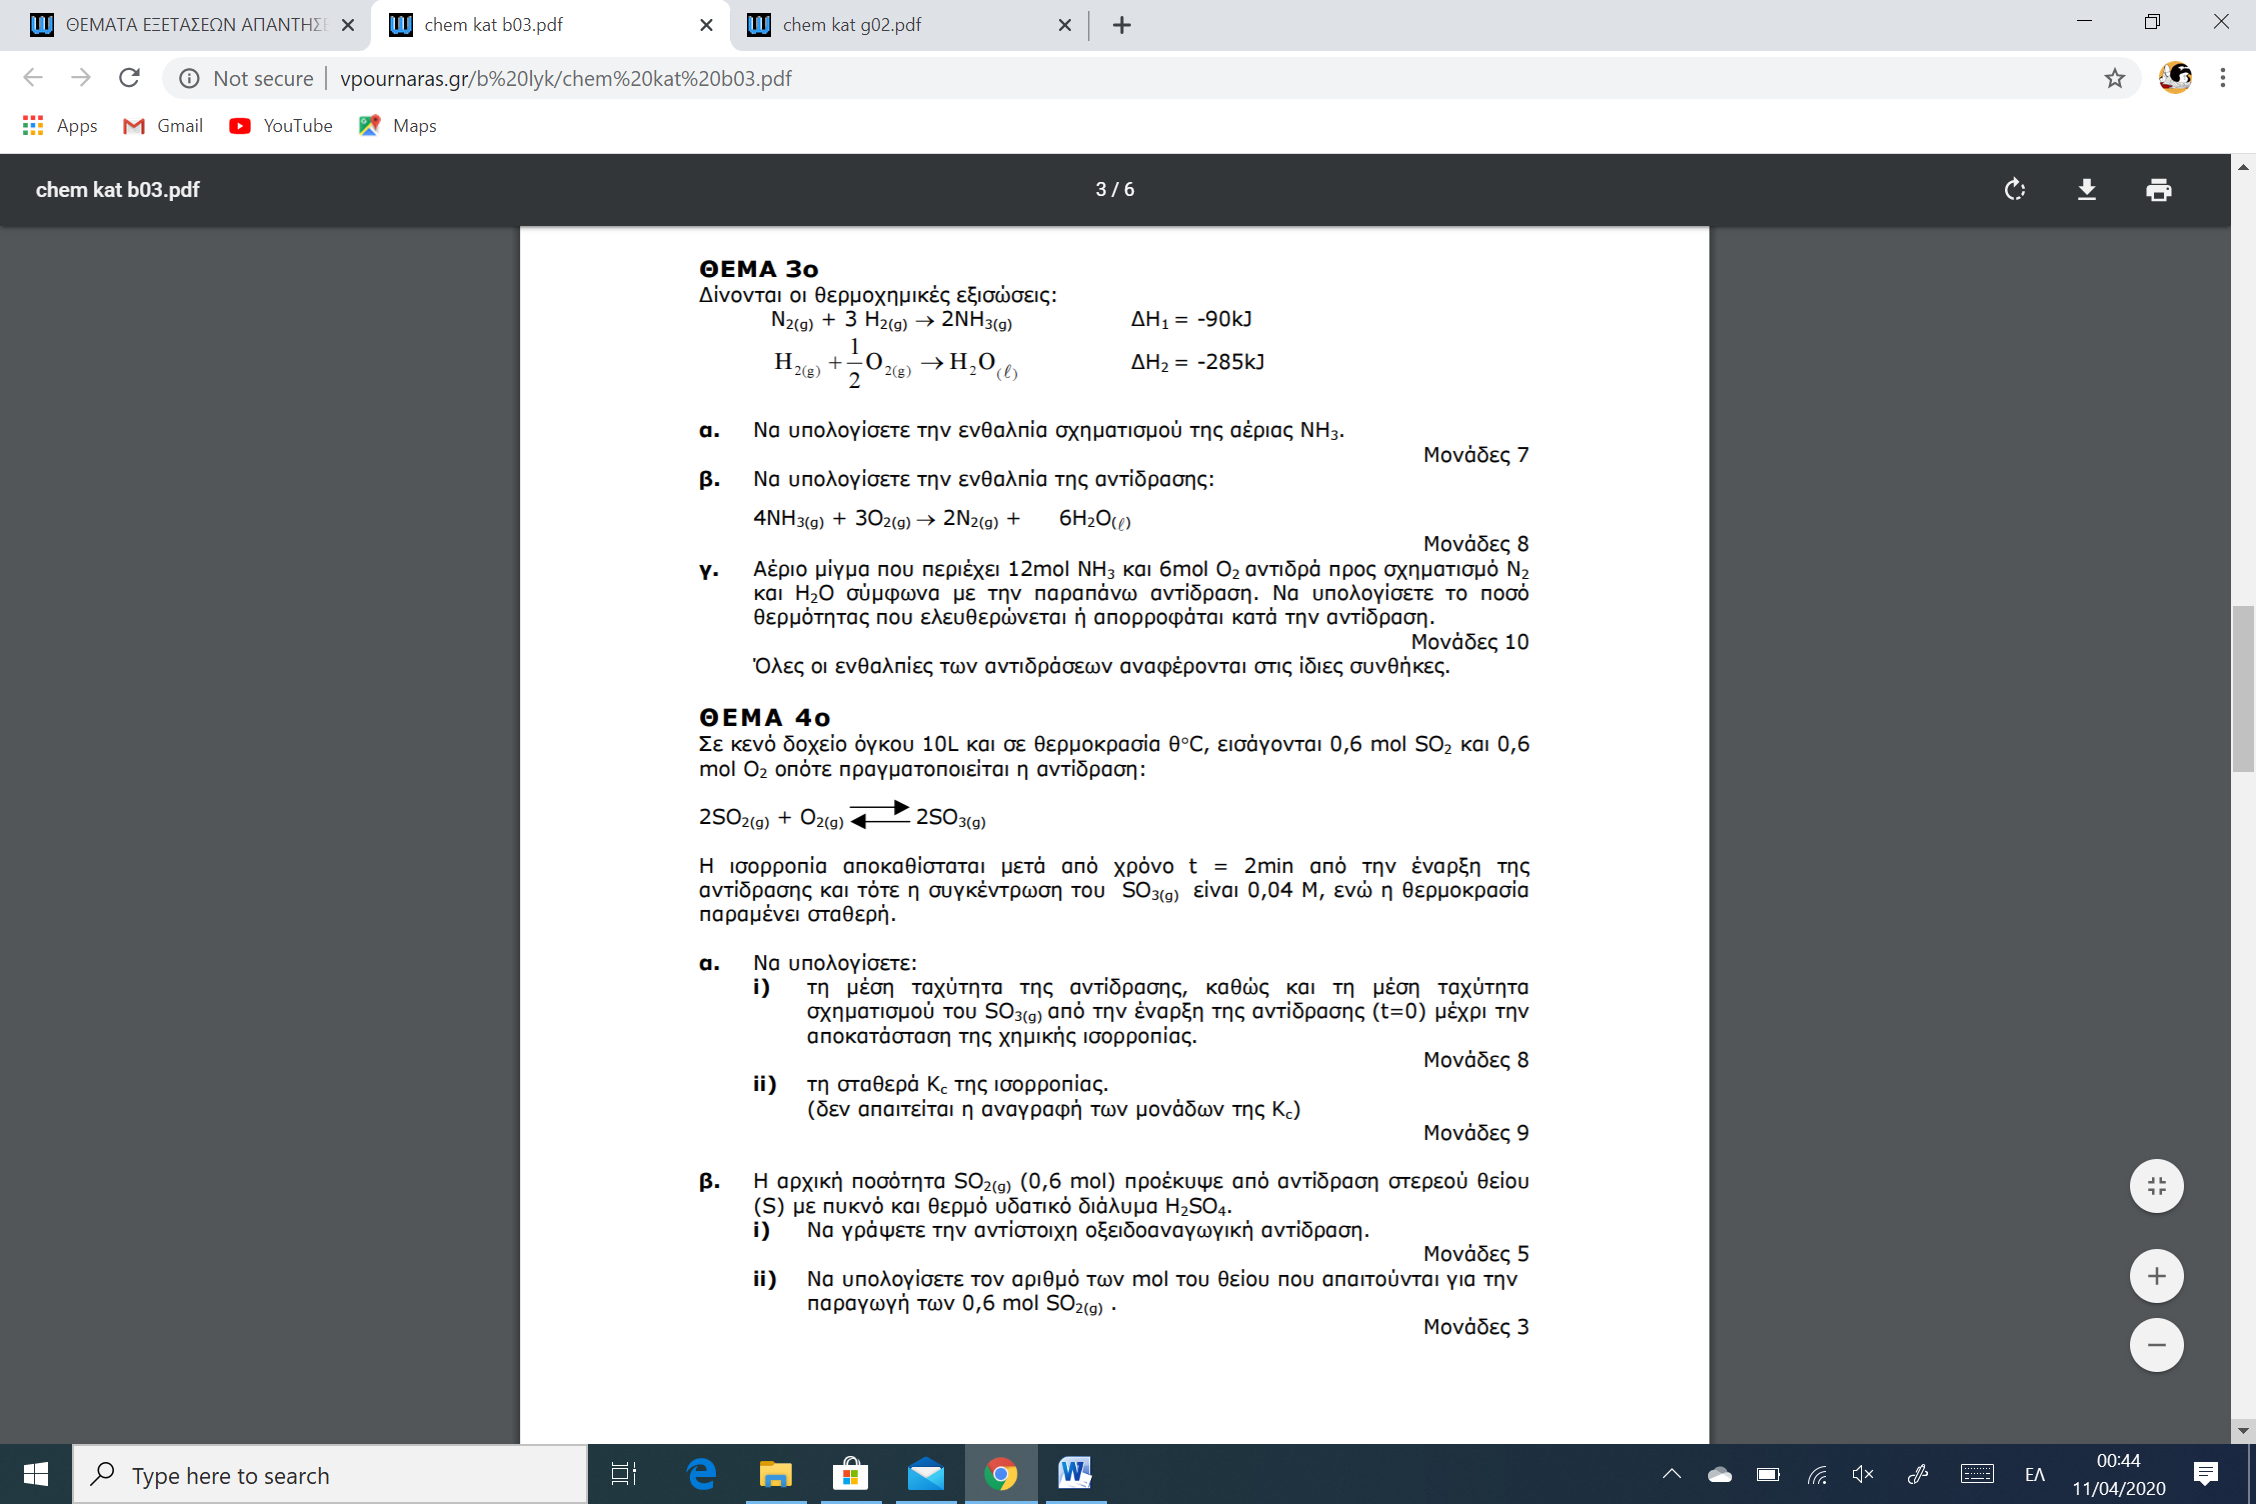 ΘΕΜΑΤΑ ΕΞΕΤΑΣΕΩΝ ΑΠΑΝΤΗΣΕ
chem kat b03.pdf
chem kat g02.pdf
Not secure
vpournaras.gr/b%20lyk/chem%20kat%20b03.pdf
Apps
Gmail
YouTube
Maps
chem kat b03.pdf
3 / 6
ΘΕΜΑ 3ο
Δίνονται οι θερμοχημικές εξισώσεις:
N2(g) + 3 H2(g) → 2NH3(g) ΔH1 = -90kJ
H2(g) + 1/2 O2(g) → H2O(ℓ) ΔH2 = -285kJ
α. Να υπολογίσετε την ενθαλπία σχηματισμού της αέριας NH3.
Μονάδες 7
β. Να υπολογίσετε την ενθαλπία της αντίδρασης:
4NH3(g) + 3O2(g) → 2N2(g) + 6H2O(ℓ)
Μονάδες 8
γ. Αέριο μίγμα που περιέχει 12mol NH3 και 6mol O2 αντιδρά προς σχηματισμό N2
και H2O σύμφωνα με την παραπάνω αντίδραση. Να υπολογίσετε το ποσό
θερμότητας που ελευθερώνεται ή απορροφάται κατά την αντίδραση.
Μονάδες 10
Όλες οι ενθαλπίες των αντιδράσεων αναφέρονται στις ίδιες συνθήκες.
ΘΕΜΑ 4ο
Σε κενό δοχείο όγκου 10L και σε θερμοκρασία θ°C, εισάγονται 0,6 mol SO2 και 0,6
mol O2 οπότε πραγματοποιείται η αντίδραση:
2SO2(g) + O2(g) ⇌ 2SO3(g)
Η ισορροπία αποκαθίσταται μετά από χρόνο t = 2min από την έναρξη της
αντίδρασης και τότε η συγκέντρωση του SO3(g) είναι 0,04 M, ενώ η θερμοκρασία
παραμένει σταθερή.
α. Να υπολογίσετε:
i) τη μέση ταχύτητα της αντίδρασης, καθώς και τη μέση ταχύτητα
σχηματισμού του SO3(g) από την έναρξη της αντίδρασης (t=0) μέχρι την
αποκατάσταση της χημικής ισορροπίας.
Μονάδες 8
ii) τη σταθερά Kc της ισορροπίας.
(δεν απαιτείται η αναγραφή των μονάδων της Kc)
Μονάδες 9
β. Η αρχική ποσότητα SO2(g) (0,6 mol) προέκυψε από αντίδραση στερεού θείου
(S) με πυκνό και θερμό υδατικό διάλυμα H2SO4.
i) Να γράψετε την αντίστοιχη οξειδοαναγωγική αντίδραση.
Μονάδες 5
ii) Να υπολογίσετε τον αριθμό των mol του θείου που απαιτούνται για την
παραγωγή των 0,6 mol SO2(g) .
Μονάδες 3
Type here to search
ΕΛ
00:44
11/04/2020